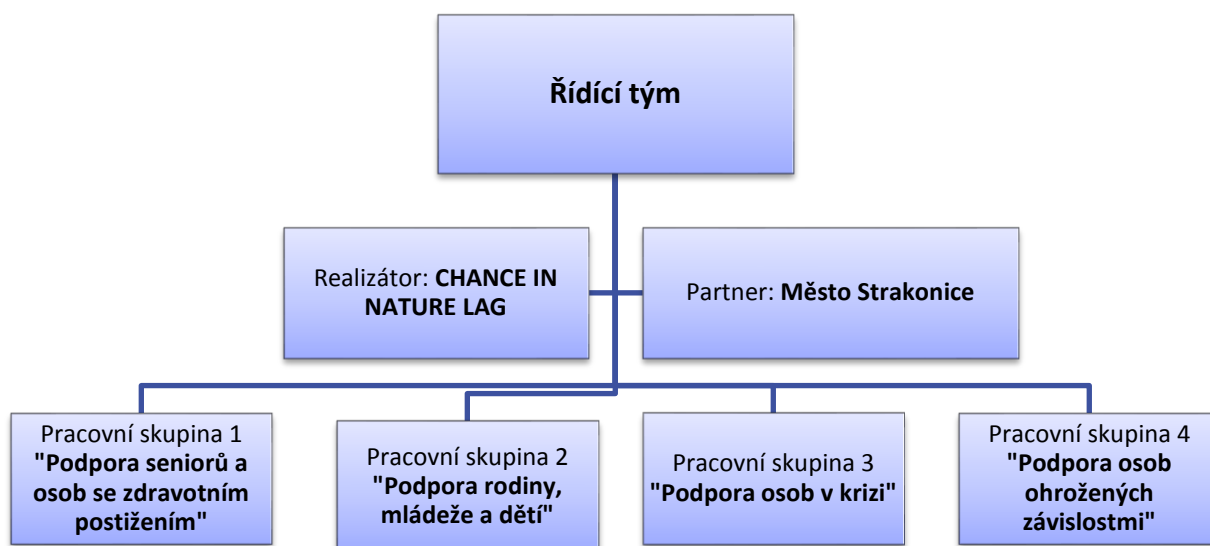 Řídící tým
Realizátor: CHANCE IN
NATURE LAG
Partner: Město Strakonice
Pracovní skupina 1
"Podpora seniorů a
osob se zdravotním
postižením"
Pracovní skupina 2
"Podpora rodiny,
mládeže a dětí"
Pracovní skupina 3
"Podpora osob v krizi"
Pracovní skupina 4
"Podpora osob
ohrožených
závislostmi"